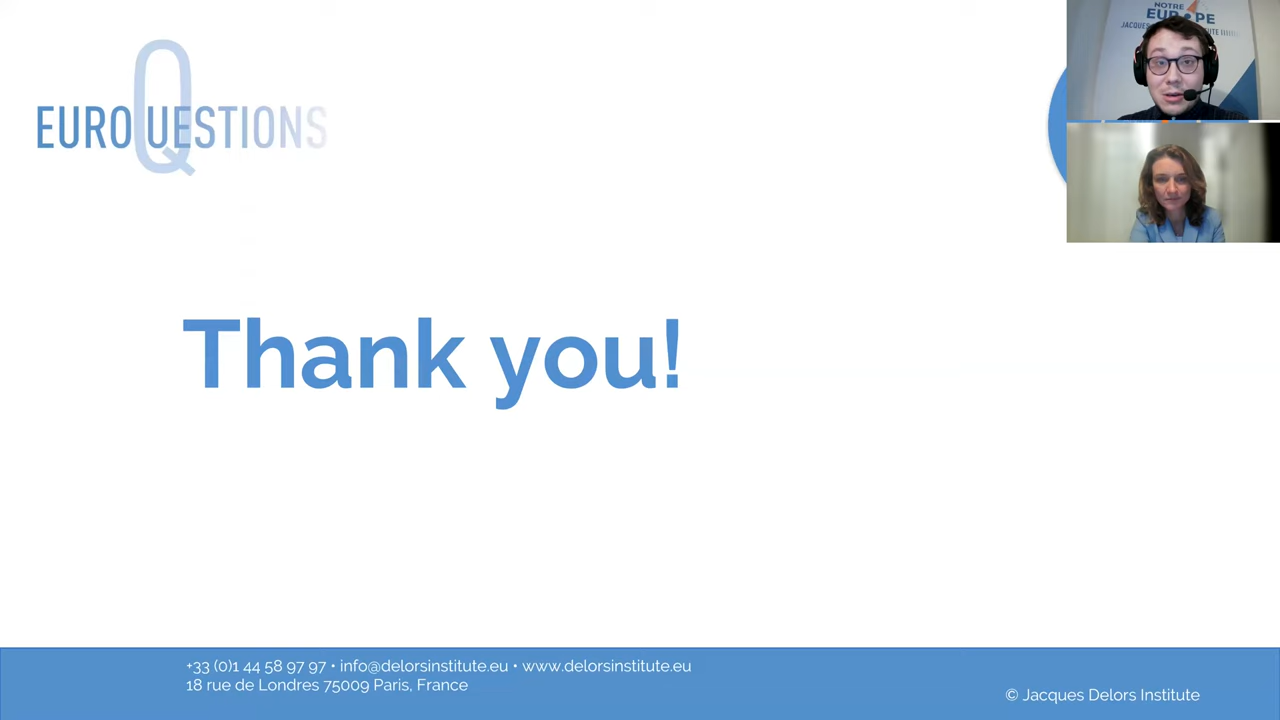 EUROQUESTIONS
NOTRE
EUROPE
JACQUES
Thank you!
+33 (0)1 44 58 97 97 • info@delorsinstitute.eu • www.delorsinstitute.eu
18 rue de Londres 75009 Paris, France
© Jacques Delors Institute